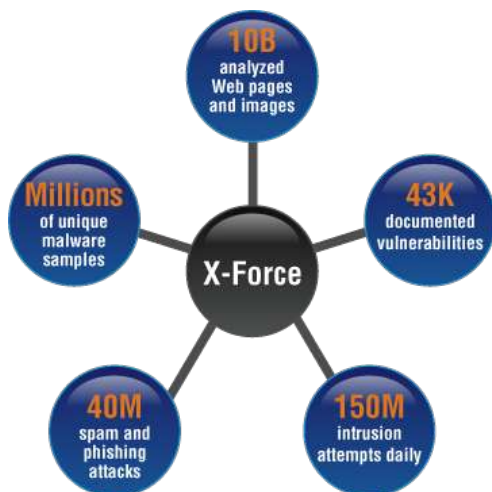 10B
analyzed
Web pages
and images
Millions
of unique
malware
samples
43K
documented
vulnerabilities
X-Force
40M
spam and
phishing
attacks
150M
intrusion
attempts daily